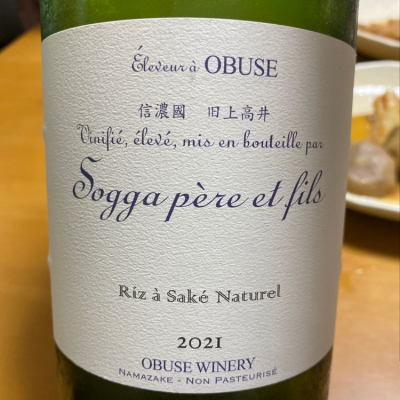 Éleveur à OBUSE
信濃國 旧上高井
Vinifié, élevé, mis en bouteille par
Sogga père et fils
Riz à Saké Naturel
2021
OBUSE WINERY
NAMAZAKE - NON PASTEURISÉ